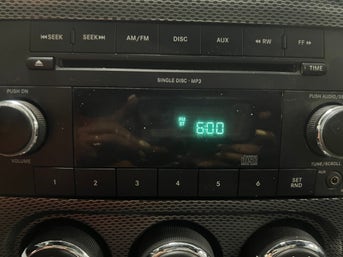 ⏮SEEK SEEK⏭ AM/FM DISC AUX ◀◀ RW FF ▶▶
TIME
SINGLE DISC · MP3
PUSH ON
PUSH AUDIO
6:00
VOLUME
TUNE/SCROLL
1 2 3 4 5 6 SET RND
AUX